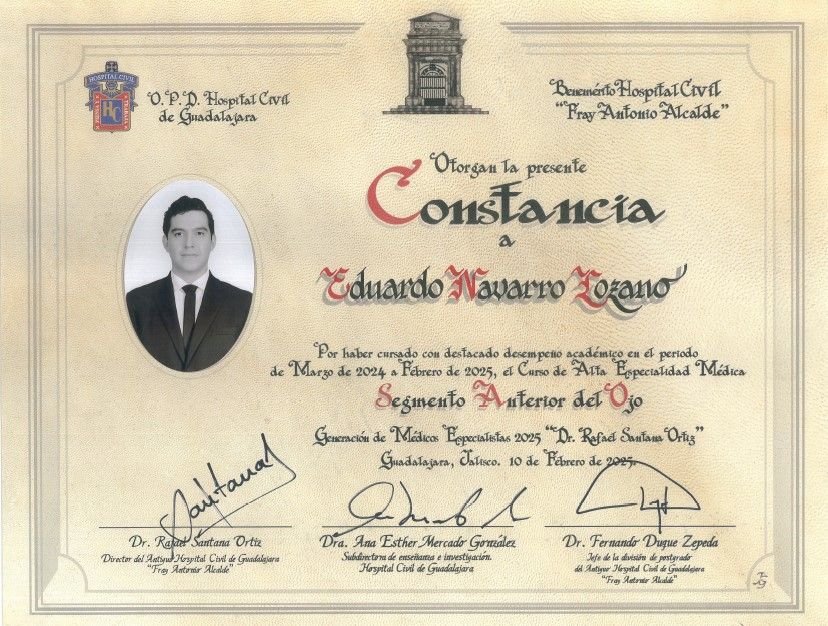 HOSPITAL CIVIL
HC
O. P. D. Hospital Civil
de Guadalajara
Benemérito Hospital Civil
"Fray Antonio Alcalde"
Otorgan la presente
Constancia
a
Eduardo Navarro Lozano
Por haber cursado con destacado desempeño académico en el periodo
de Marzo de 2024 a Febrero de 2025, el Curso de Alta Especialidad Médica
Segmento Anterior del Ojo
Generación de Médicos Especialistas 2025 "Dr. Rafael Santana Ortiz"
Guadalajara, Jalisco. 10 de Febrero de 2025.
Santana
Dr. Rafael Santana Ortiz
Director del Antiguo Hospital Civil de Guadalajara
"Fray Antonio Alcalde"
Dra. Ana Esther Mercado González
Subdirectora de enseñanza e investigación.
Hospital Civil de Guadalajara
Dr. Fernando Duque Zepeda
Jefe de la división de postgrado
del Antiguo Hospital Civil de Guadalajara
"Fray Antonio Alcalde"